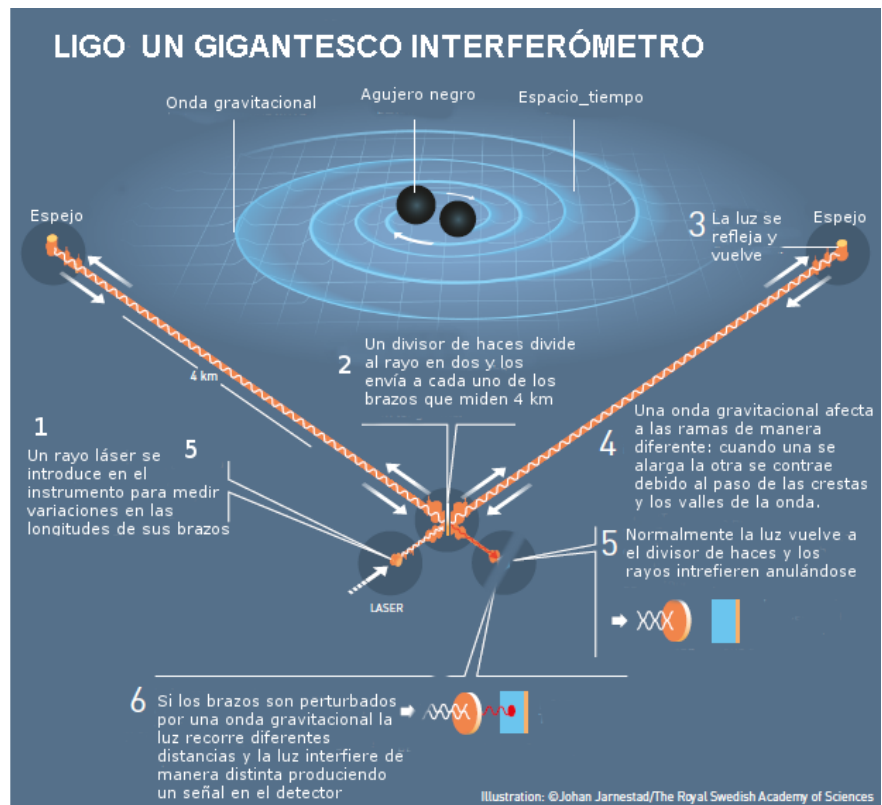 LIGO UN GIGANTESCO INTERFERÓMETRO
Onda gravitacional
Agujero negro
Espacio_tiempo
Espejo
3 La luz se
refleja y
vuelve
Espejo
4 km
2 Un divisor de haces divide
al rayo en dos y los
envía a cada uno de los
brazos que miden 4 km
1
5
Un rayo láser se
introduce en el
instrumento para medir
variaciones en las
longitudes de sus brazos
4 Una onda gravitacional afecta
a las ramas de manera
diferente: cuando una se
alarga la otra se contrae
debido al paso de las crestas
y los valles de la onda.
5 Normalmente la luz vuelve a
el divisor de haces y los
rayos intrefieren anulándose
LASER
6 Si los brazos son perturbados
por una onda gravitacional la
luz recorre diferentes
distancias y la luz interfiere de
manera distinta produciendo
un señal en el detector
Illustration: ©Johan Jarnestad/The Royal Swedish Academy of Sciences